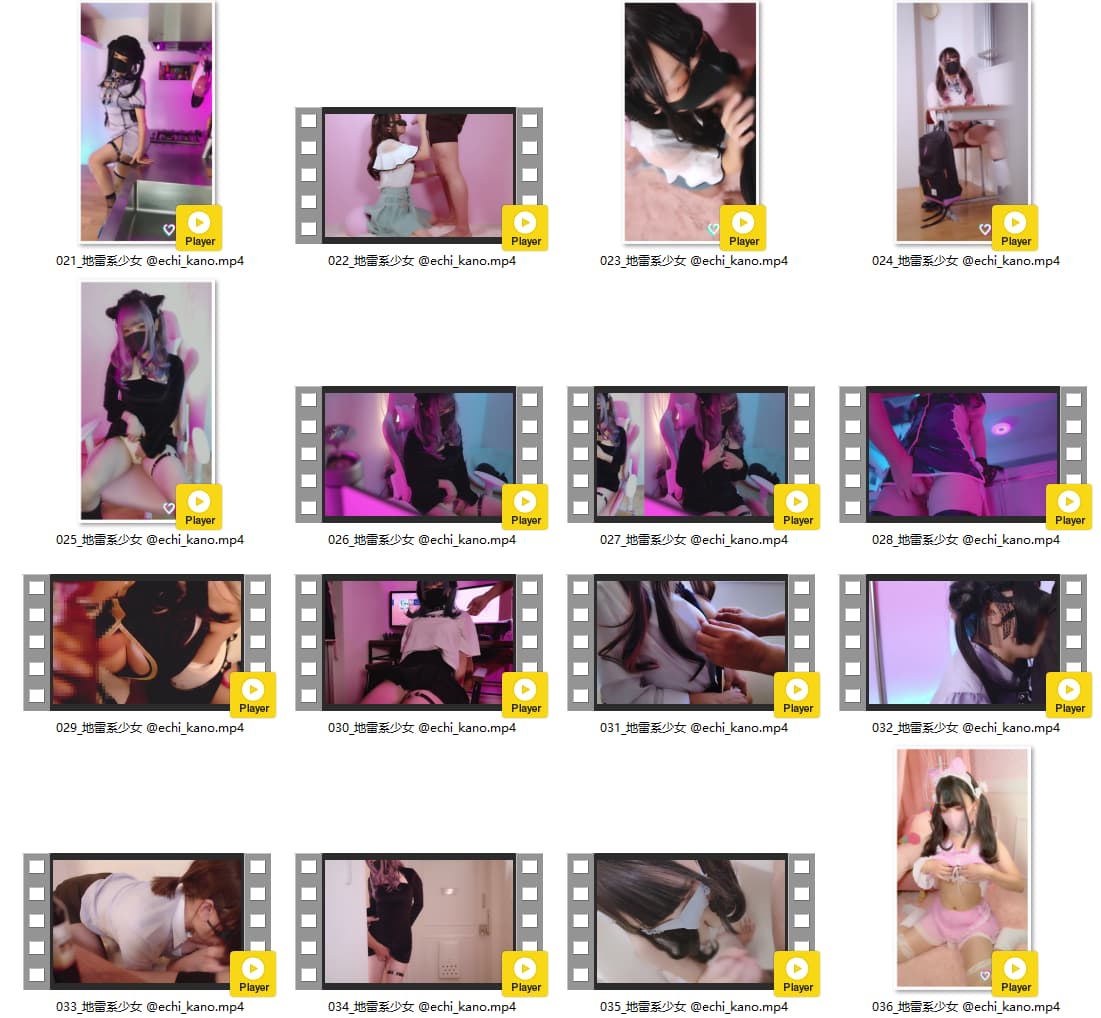 Player
Player
Player
Player
021_地雷系少女 @echi_kano.mp4
022_地雷系少女 @echi_kano.mp4
023_地雷系少女 @echi_kano.mp4
024_地雷系少女 @echi_kano.mp4
Player
Player
Player
Player
025_地雷系少女 @echi_kano.mp4
026_地雷系少女 @echi_kano.mp4
027_地雷系少女 @echi_kano.mp4
028_地雷系少女 @echi_kano.mp4
Player
Player
Player
Player
029_地雷系少女 @echi_kano.mp4
030_地雷系少女 @echi_kano.mp4
031_地雷系少女 @echi_kano.mp4
032_地雷系少女 @echi_kano.mp4
Player
Player
Player
Player
033_地雷系少女 @echi_kano.mp4
034_地雷系少女 @echi_kano.mp4
035_地雷系少女 @echi_kano.mp4
036_地雷系少女 @echi_kano.mp4